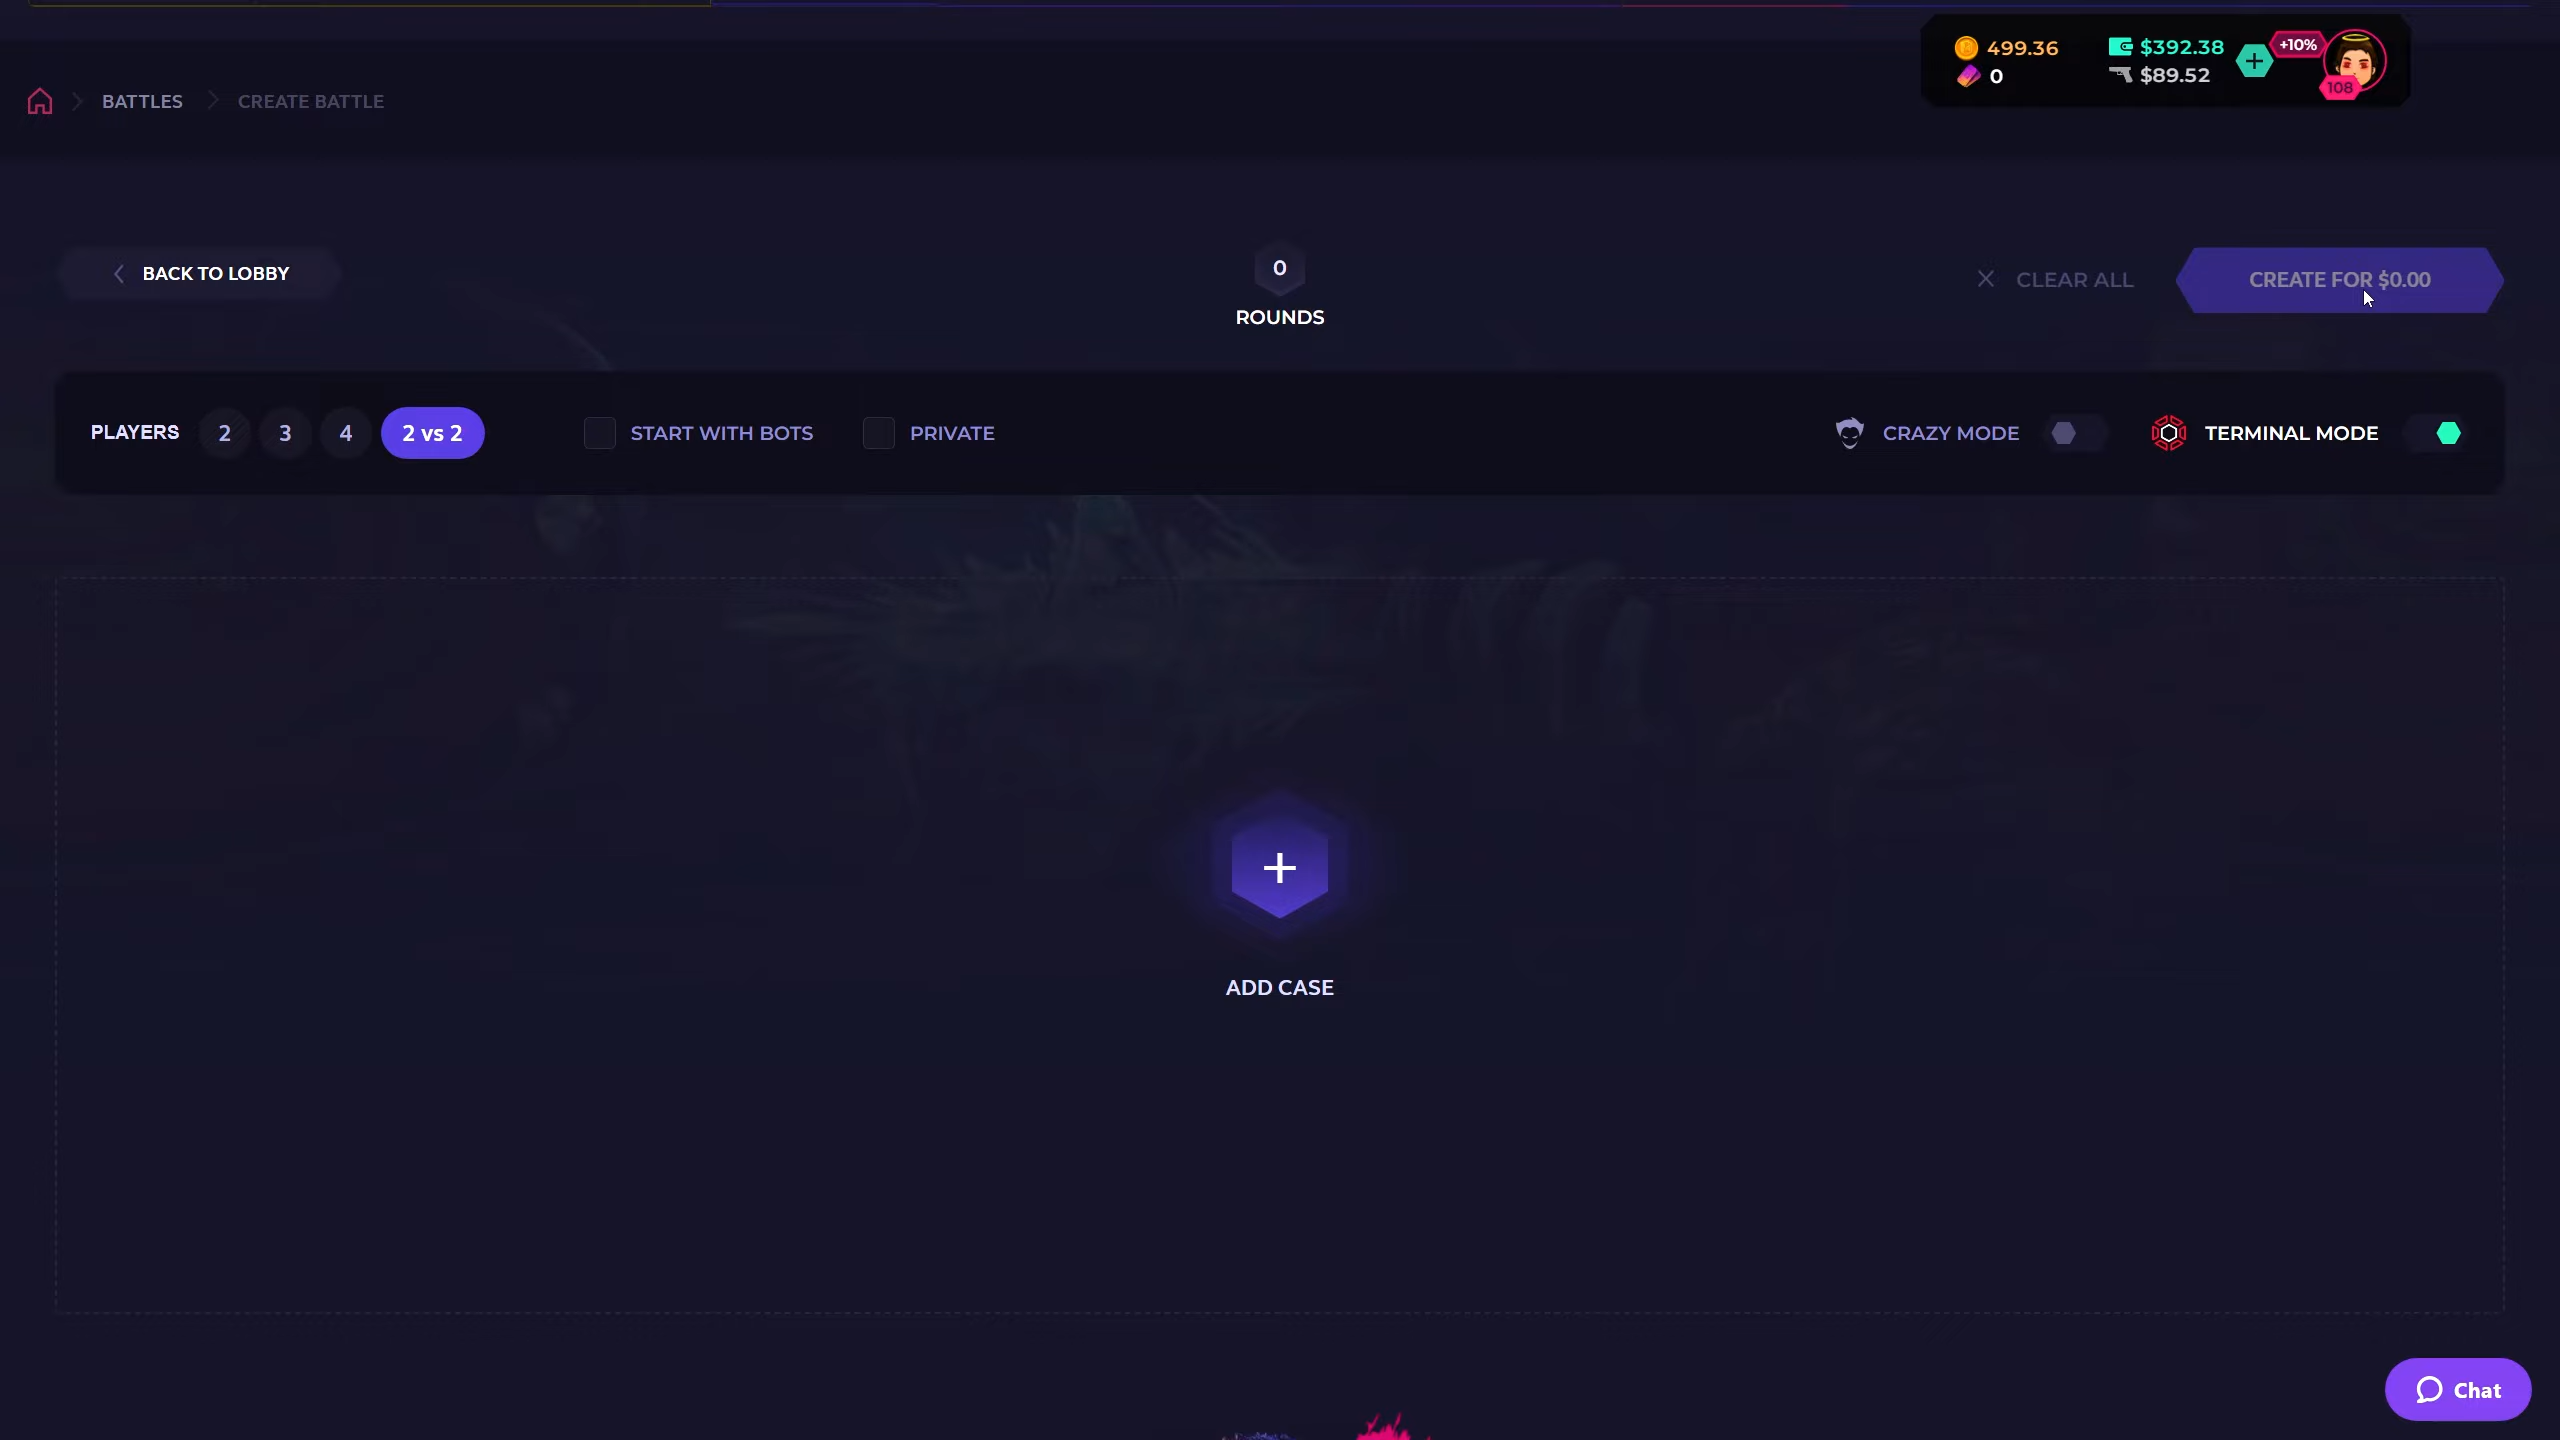 499.36
$392.38
+10%
0
$89.52
108
BATTLES
CREATE BATTLE
BACK TO LOBBY
0
ROUNDS
CLEAR ALL
CREATE FOR $0.00
PLAYERS
2
3
4
2 vs 2
START WITH BOTS
PRIVATE
CRAZY MODE
TERMINAL MODE
ADD CASE
Chat